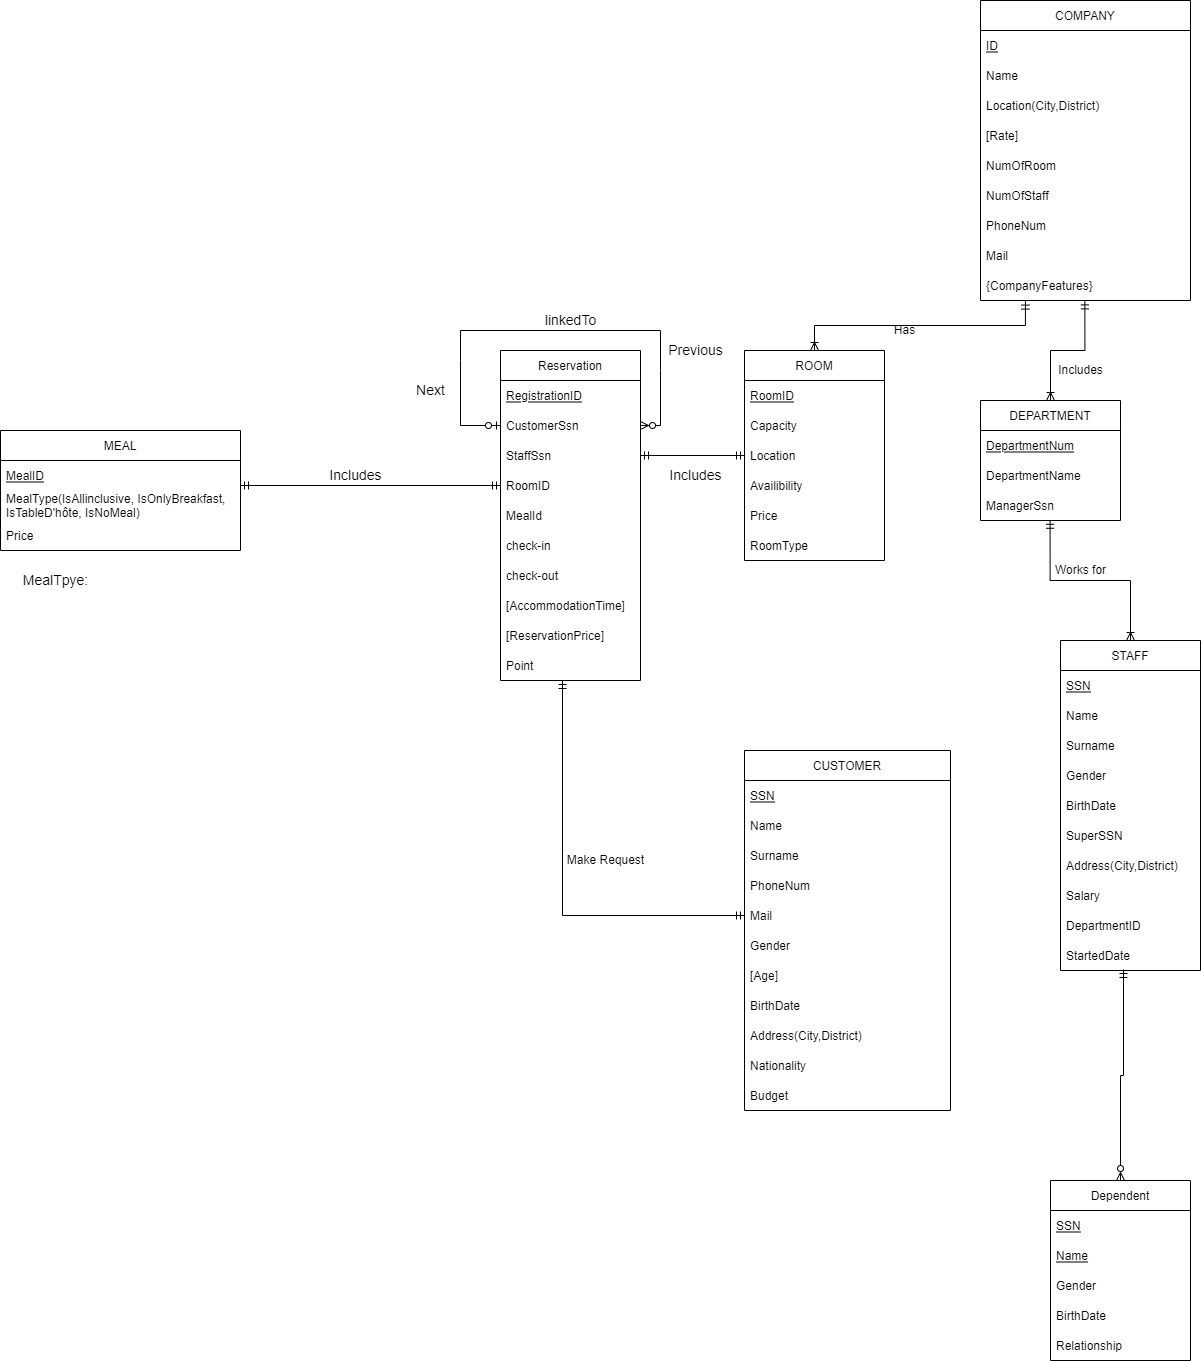 COMPANY
ID
Name
Location(City,District)
[Rate]
NumOfRoom
NumOfStaff
PhoneNum
Mail
{CompanyFeatures}
Has
Includes
linkedTo
Previous
Next
Reservation
RegistrationID
CustomerSsn
StaffSsn
RoomID
MealId
check-in
check-out
[AccommodationTime]
[ReservationPrice]
Point
Includes
ROOM
RoomID
Capacity
Location
Availibility
Price
RoomType
DEPARTMENT
DepartmentNum
DepartmentName
ManagerSsn
MEAL
MealID
MealType(IsAllinclusive, IsOnlyBreakfast,
IsTableD'hôte, IsNoMeal)
Price
Includes
MealTpye:
Works for
STAFF
SSN
Name
Surname
Gender
BirthDate
SuperSSN
Address(City,District)
Salary
DepartmentID
StartedDate
Make Request
CUSTOMER
SSN
Name
Surname
PhoneNum
Mail
Gender
[Age]
BirthDate
Address(City,District)
Nationality
Budget
Dependent
SSN
Name
Gender
BirthDate
Relationship